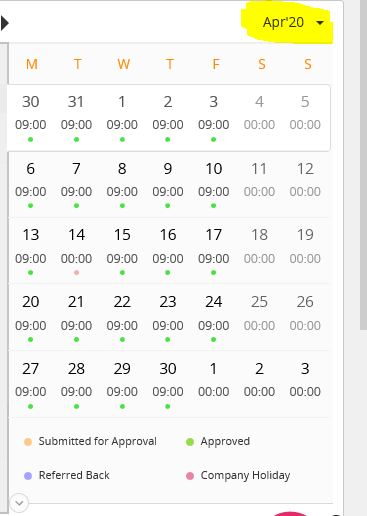 Apr'20
M T W T F S S
30 31 1 2 3 4 5
09:00 09:00 09:00 09:00 09:00 00:00 00:00
6 7 8 9 10 11 12
09:00 09:00 09:00 09:00 09:00 00:00 00:00
13 14 15 16 17 18 19
09:00 00:00 09:00 09:00 09:00 00:00 00:00
20 21 22 23 24 25 26
09:00 09:00 09:00 09:00 09:00 00:00 00:00
27 28 29 30 1 2 3
09:00 09:00 09:00 09:00 00:00 00:00 00:00
Submitted for Approval Approved
Referred Back Company Holiday